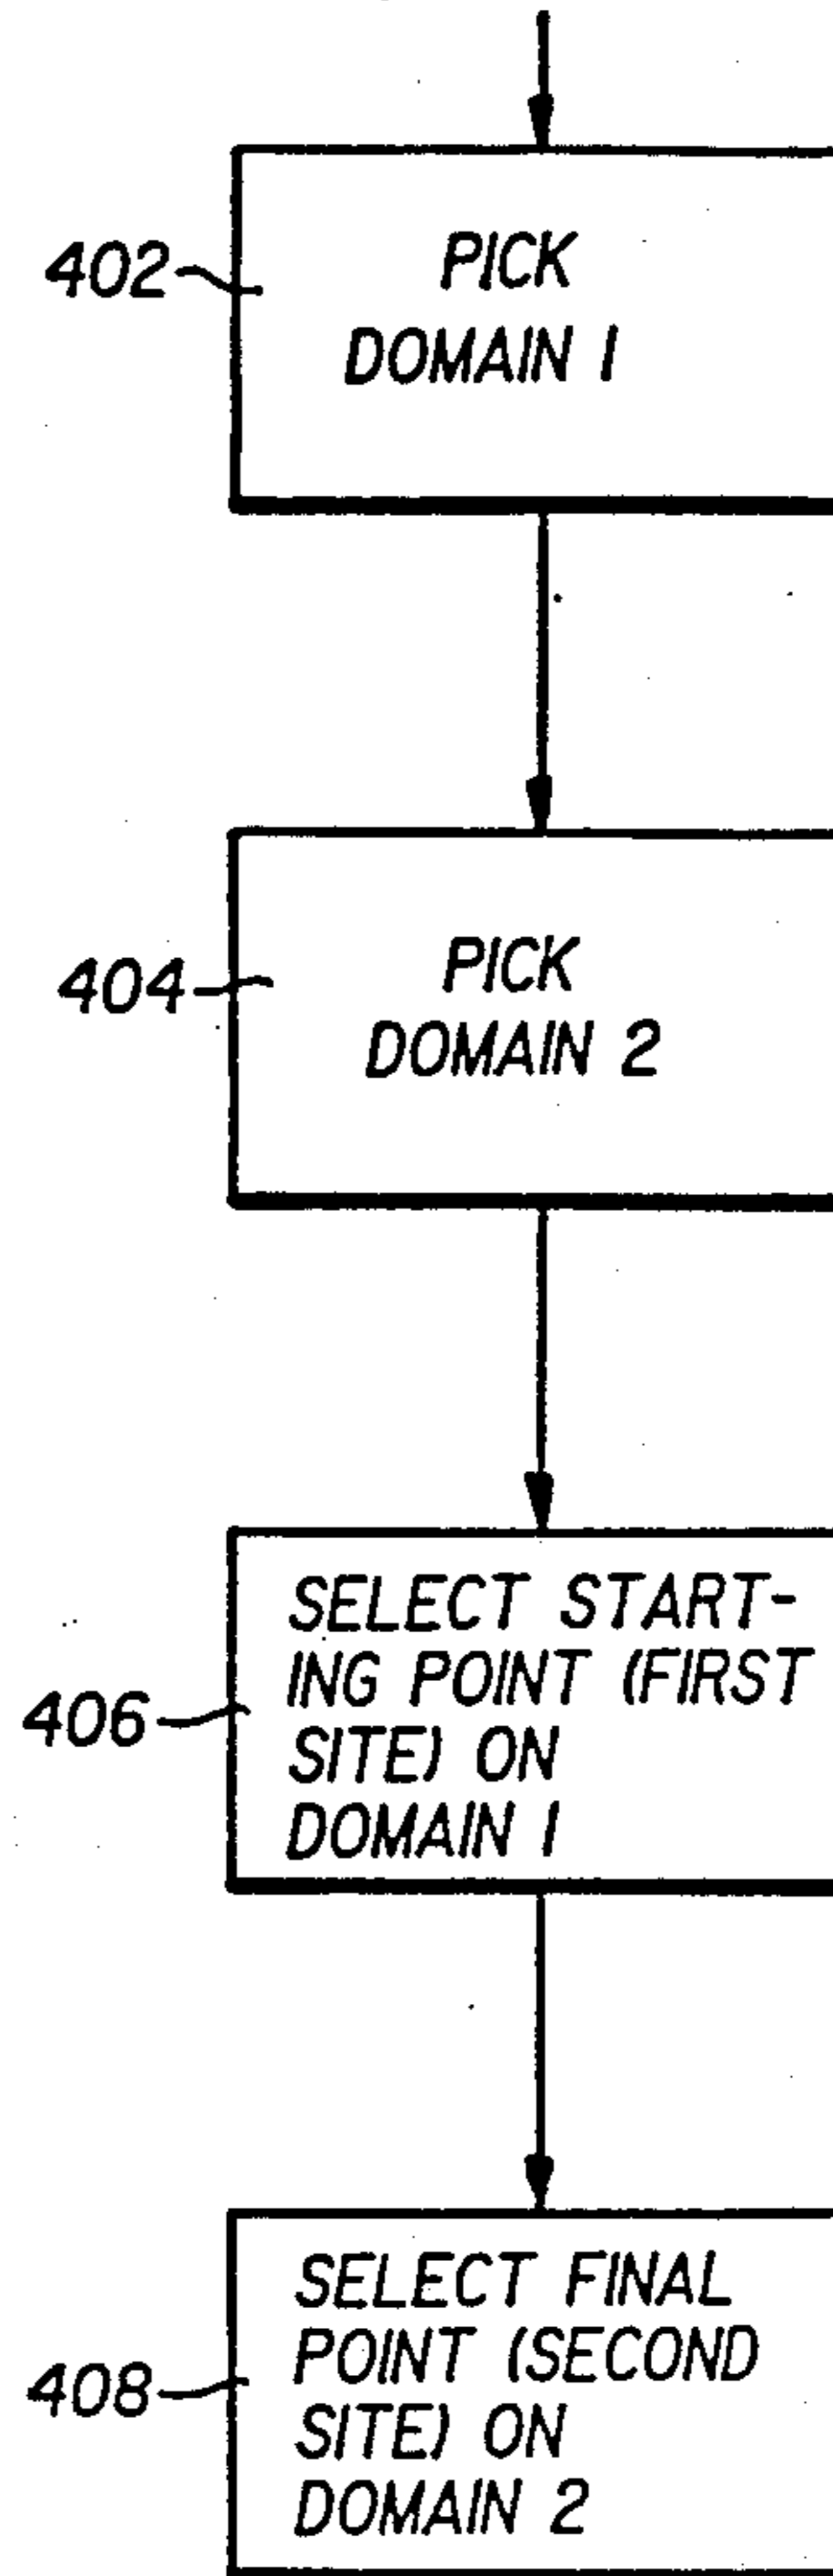 402
PICK
DOMAIN 1
404
PICK
DOMAIN 2
406
SELECT START-
ING POINT (FIRST
SITE) ON
DOMAIN 1
408
SELECT FINAL
POINT (SECOND
SITE) ON
DOMAIN 2